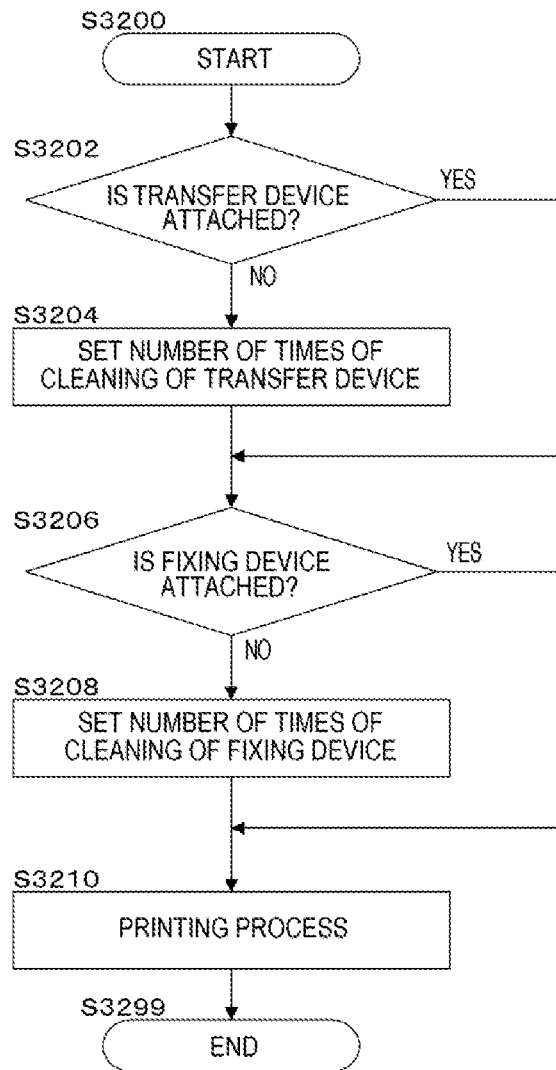 S3200
START
S3202
IS TRANSFER DEVICE
ATTACHED?
YES
NO
S3204
SET NUMBER OF TIMES OF
CLEANING OF TRANSFER DEVICE
S3206
IS FIXING DEVICE
ATTACHED?
YES
NO
S3208
SET NUMBER OF TIMES OF
CLEANING OF FIXING DEVICE
S3210
PRINTING PROCESS
S3299
END